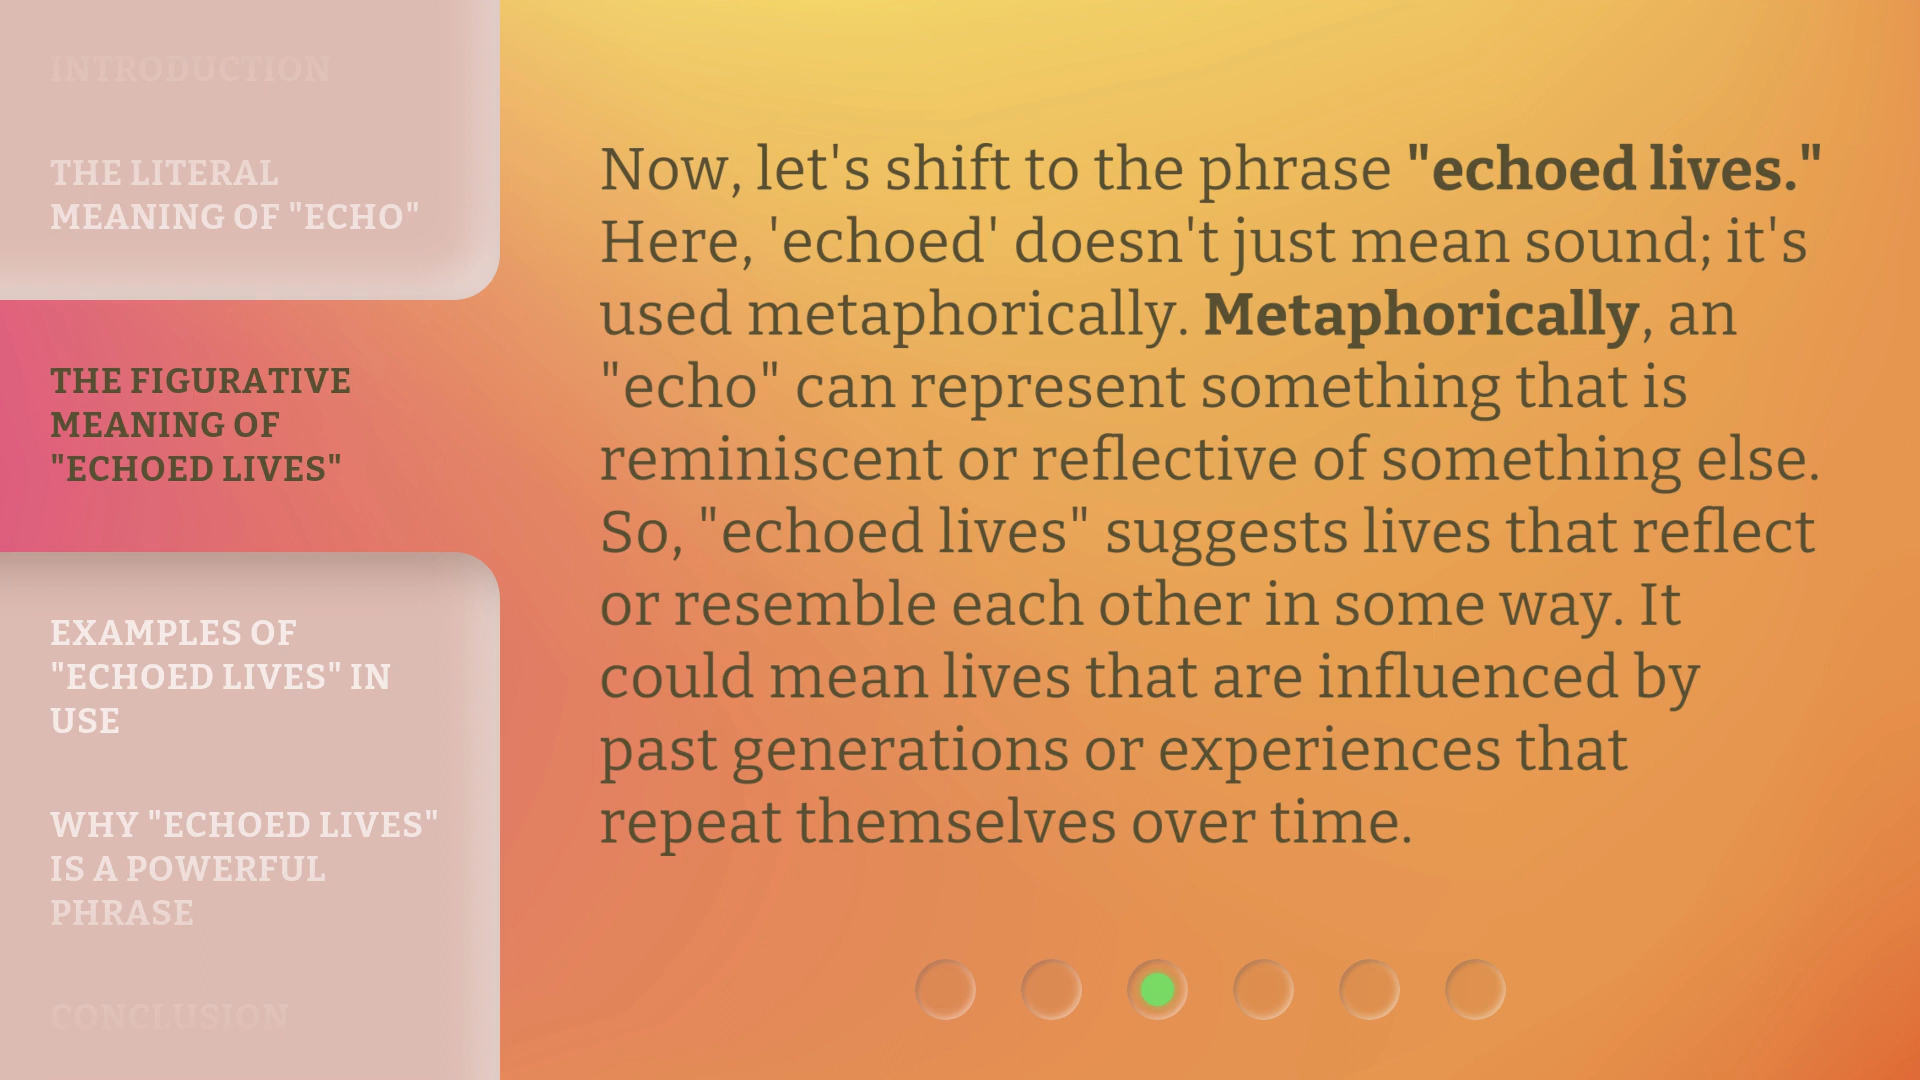 INTRODUCTION
THE LITERAL
MEANING OF "ECHO"
THE FIGURATIVE
MEANING OF
"ECHOED LIVES"
EXAMPLES OF
"ECHOED LIVES" IN
USE
WHY "ECHOED LIVES"
IS A POWERFUL
PHRASE
CONCLUSION
Now, let's shift to the phrase "echoed lives."
Here, 'echoed' doesn't just mean sound; it's
used metaphorically. Metaphorically, an
"echo" can represent something that is
reminiscent or reflective of something else.
So, "echoed lives" suggests lives that reflect
or resemble each other in some way. It
could mean lives that are influenced by
past generations or experiences that
repeat themselves over time.